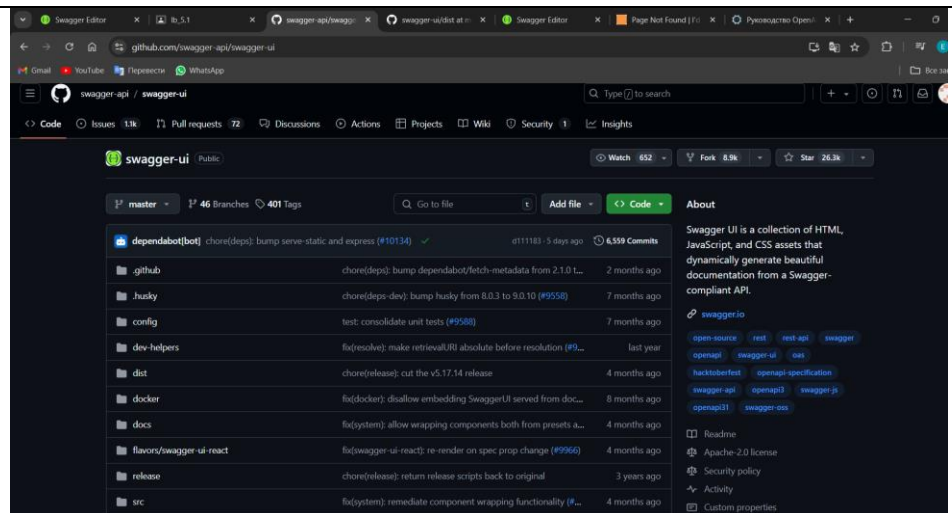 Swagger Editor lb_5.1 swagger-api/swagge swagger-ui/dist at m Swagger Editor Page Not Found | Fo Руководство OpenA
github.com/swagger-api/swagger-ui
Gmail YouTube Перевести WhatsApp Все за
swagger-api / swagger-ui Type / to search
Code Issues 1.1k Pull requests 72 Discussions Actions Projects Wiki Security 1 Insights
swagger-ui Public Watch 652 Fork 8.9k Star 26.3k
master 46 Branches 401 Tags Go to file t Add file Code
About
dependabot[bot] chore(deps): bump serve-static and express (#10134) d111183 · 5 days ago 6,559 Commits
.github chore(deps): bump dependabot/fetch-metadata from 2.1.0 t... 2 months ago
.husky chore(deps-dev): bump husky from 8.0.3 to 9.0.10 (#9558) 7 months ago
config test: consolidate unit tests (#9588) 7 months ago
dev-helpers fix(resolve): make retrievalURI absolute before resolution (#9... last year
dist chore(release): cut the v5.17.14 release 4 months ago
docker fix(docker): disallow embedding SwaggerUI served from doc... 8 months ago
docs fix(system): allow wrapping components both from presets a... 4 months ago
flavors/swagger-ui-react fix(swagger-ui-react): re-render on spec prop change (#9966) 4 months ago
release chore(release): return release scripts back to original 3 years ago
src fix(system): remediate component wrapping functionality (#... 4 months ago
Swagger UI is a collection of HTML,
JavaScript, and CSS assets that
dynamically generate beautiful
documentation from a Swagger-
compliant API.
swagger.io
open-source rest rest-api swagger
openapi swagger-ui oas
hacktoberfest openapi-specification
swagger-api openapi3 swagger-js
openapi31 swagger-oss
Readme
Apache-2.0 license
Security policy
Activity
Custom properties